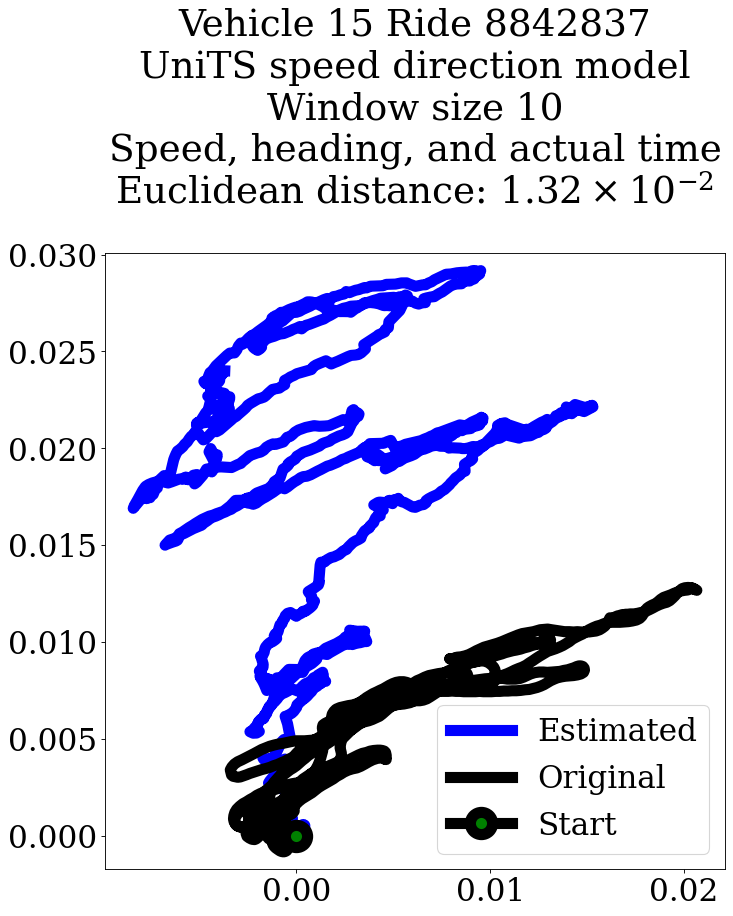 Vehicle 15 Ride 8842837
UniTS speed direction model
Window size 10
Speed, heading, and actual time
Euclidean distance: 1.32 × 10⁻²
0.030
0.025
0.020
0.015
0.010
0.005
0.000
Estimated
Original
Start
0.00 0.01 0.02